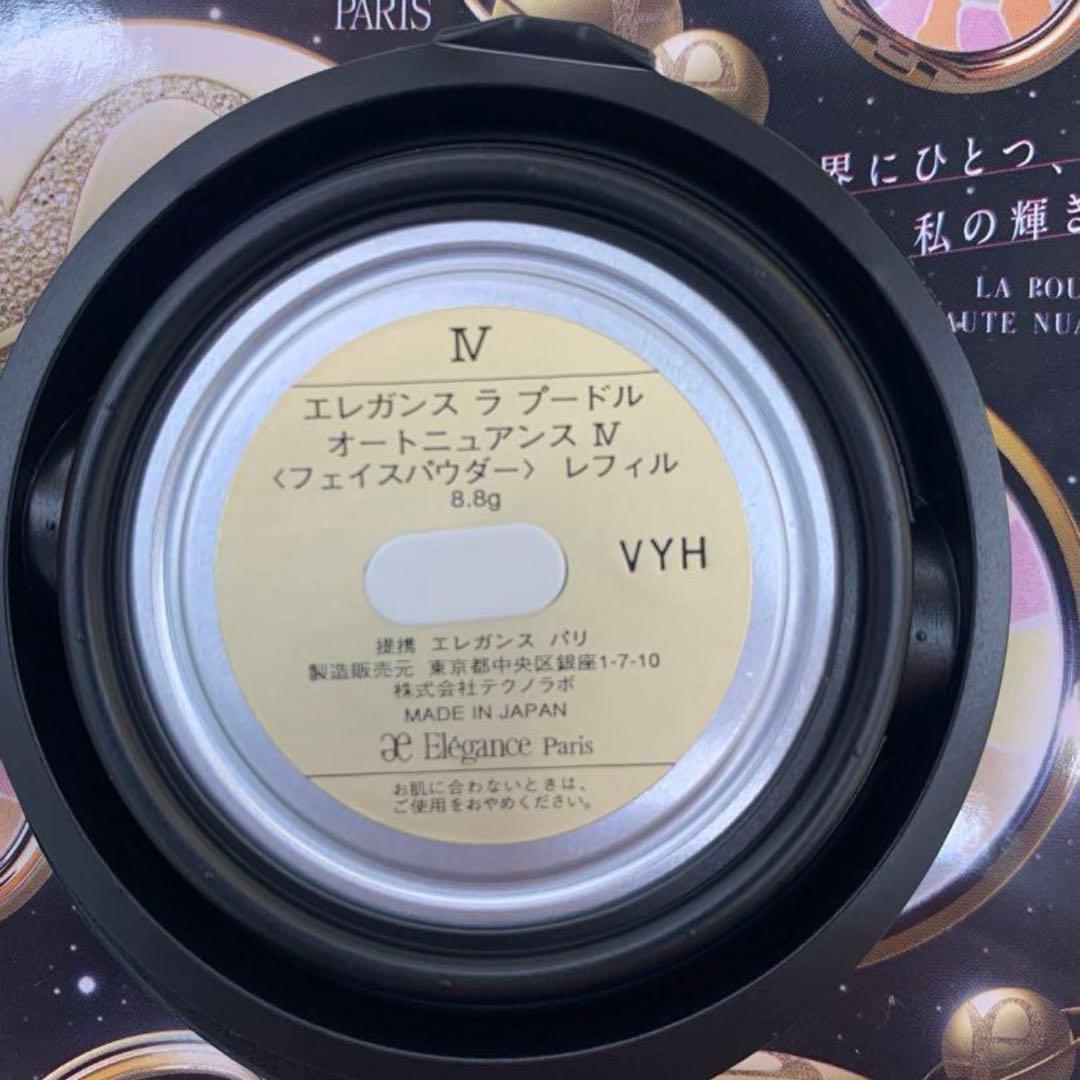 PARIS
界にひとつ、
私の輝き
LA ROU
AUTE NUA
Ⅳ
エレガンス ラ プードル
オートニュアンス Ⅳ
〈フェイスパウダー〉 レフィル
8.8g
VYH
提携 エレガンス パリ
製造販売元 東京都中央区銀座1-7-10
株式会社テクノラボ
MADE IN JAPAN
æ Elégance Paris
お肌に合わないときは、
ご使用をおやめください。